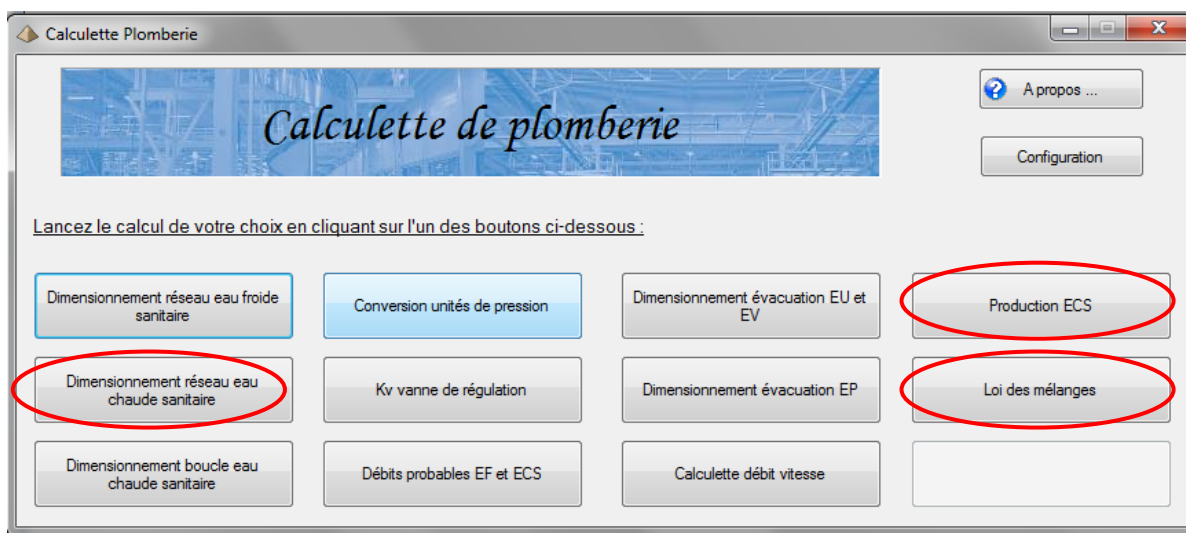 Calculette Plomberie
Calculette de plomberie
A propos ...
Configuration
Lancez le calcul de votre choix en cliquant sur l'un des boutons ci-dessous :
Dimensionnement réseau eau froide
sanitaire
Conversion unités de pression
Dimensionnement évacuation EU et
EV
Production ECS
Dimensionnement réseau eau
chaude sanitaire
Kv vanne de régulation
Dimensionnement évacuation EP
Loi des mélanges
Dimensionnement boucle eau
chaude sanitaire
Débits probables EF et ECS
Calculette débit vitesse